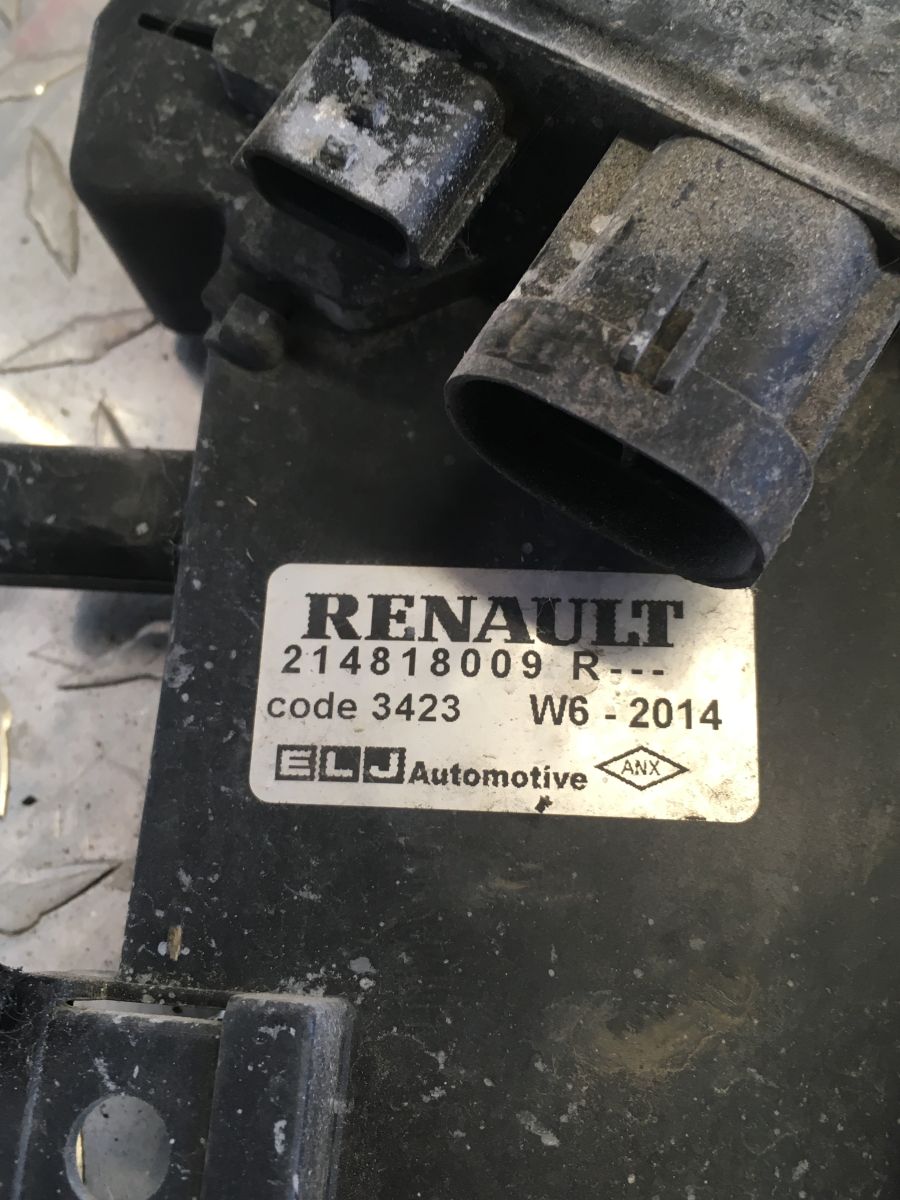 RENAULT
214818009 R---
code 3423 W6 - 2014
ELJ Automotive ANX